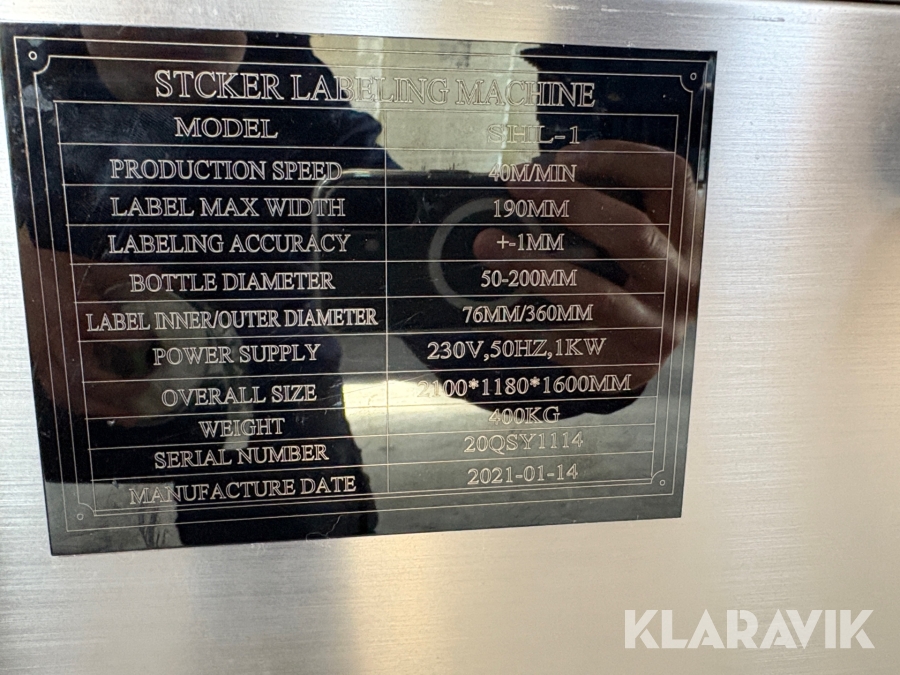 STCKER LABELING MACHINE
MODEL SHL-1
PRODUCTION SPEED 40M/MIN
LABEL MAX WIDTH 190MM
LABELING ACCURACY +-1MM
BOTTLE DIAMETER 50-200MM
LABEL INNER/OUTER DIAMETER 76MM/360MM
POWER SUPPLY 230V,50HZ,1KW
OVERALL SIZE 2100*1180*1600MM
WEIGHT 400KG
SERIAL NUMBER 20QSY1114
MANUFACTURE DATE 2021-01-14
KLARAVIK